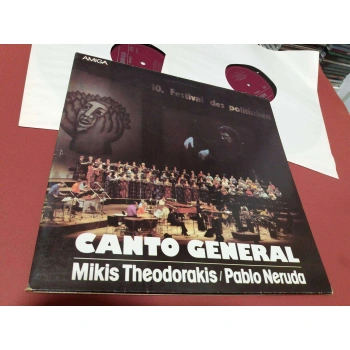 AMIGA
10. Festival des politischen
CANTO GENERAL
Mikis Theodorakis / Pablo Neruda